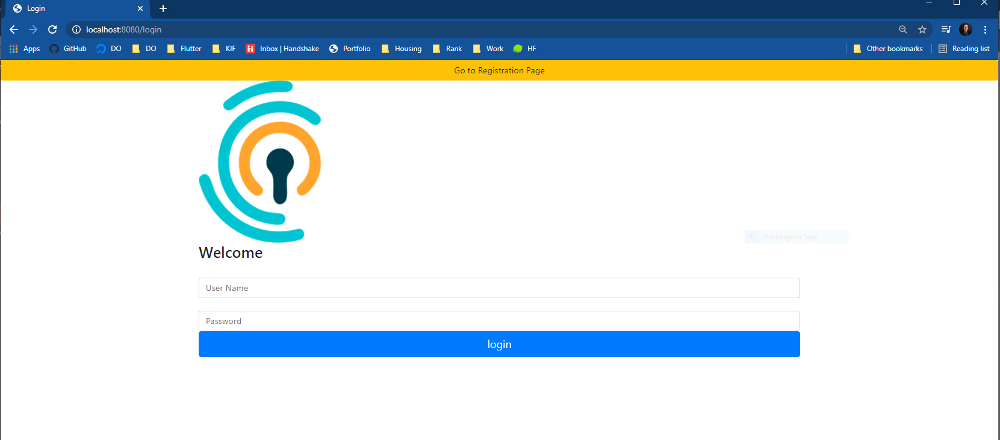 Login
localhost:8080/login
Apps GitHub DO DO Flutter KIF Inbox | Handshake Portfolio Housing Rank Work HF Other bookmarks Reading list
Go to Registration Page
Rectangular Snip
Welcome
User Name
Password
login